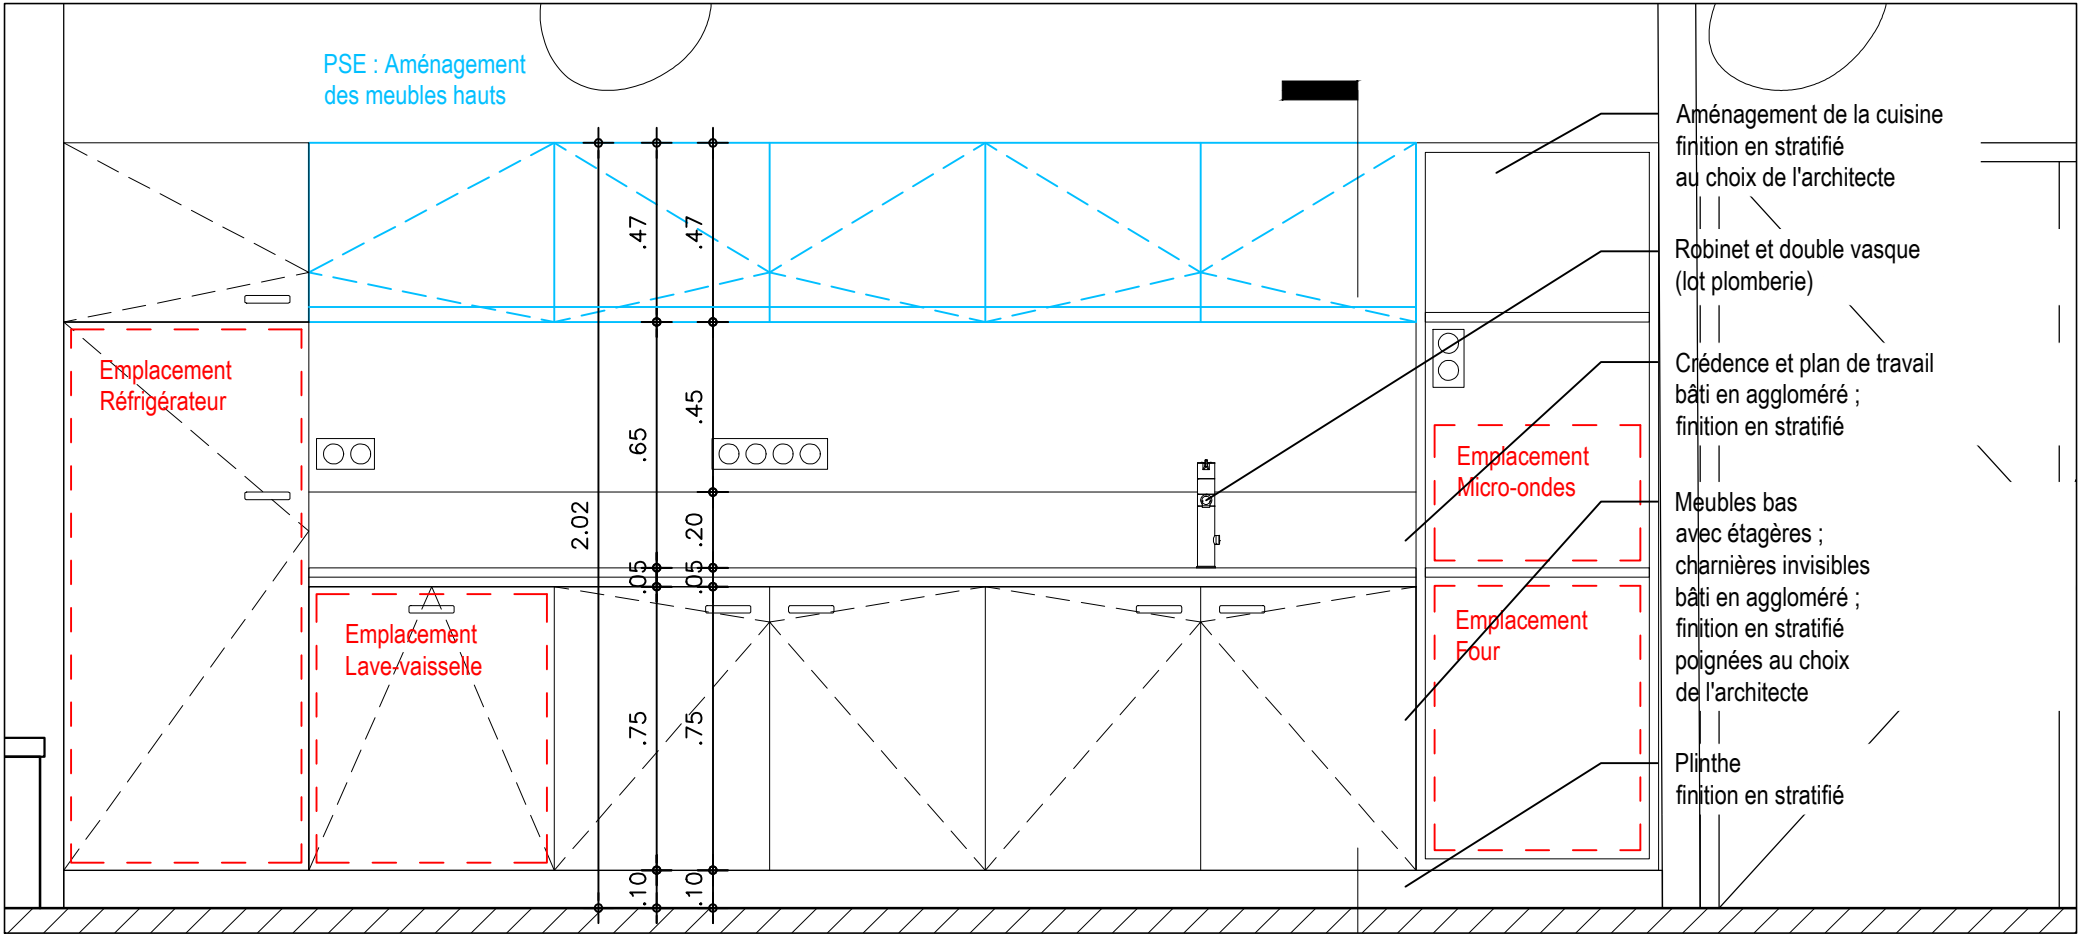 PSE : Aménagement
des meubles hauts
Aménagement de la cuisine
finition en stratifié
au choix de l'architecte
Robinet et double vasque
(lot plomberie)
Crédence et plan de travail
bâti en aggloméré ;
finition en stratifié
Meubles bas
avec étagères ;
charnières invisibles
bâti en aggloméré ;
finition en stratifié
poignées au choix
de l'architecte
Plinthe
finition en stratifié
Emplacement
Réfrigérateur
Emplacement
Lave-vaisselle
Emplacement
Micro-ondes
Emplacement
Four
2.02
.47
.65
.05
.75
.10
.47
.45
.20
.05
.75
.10